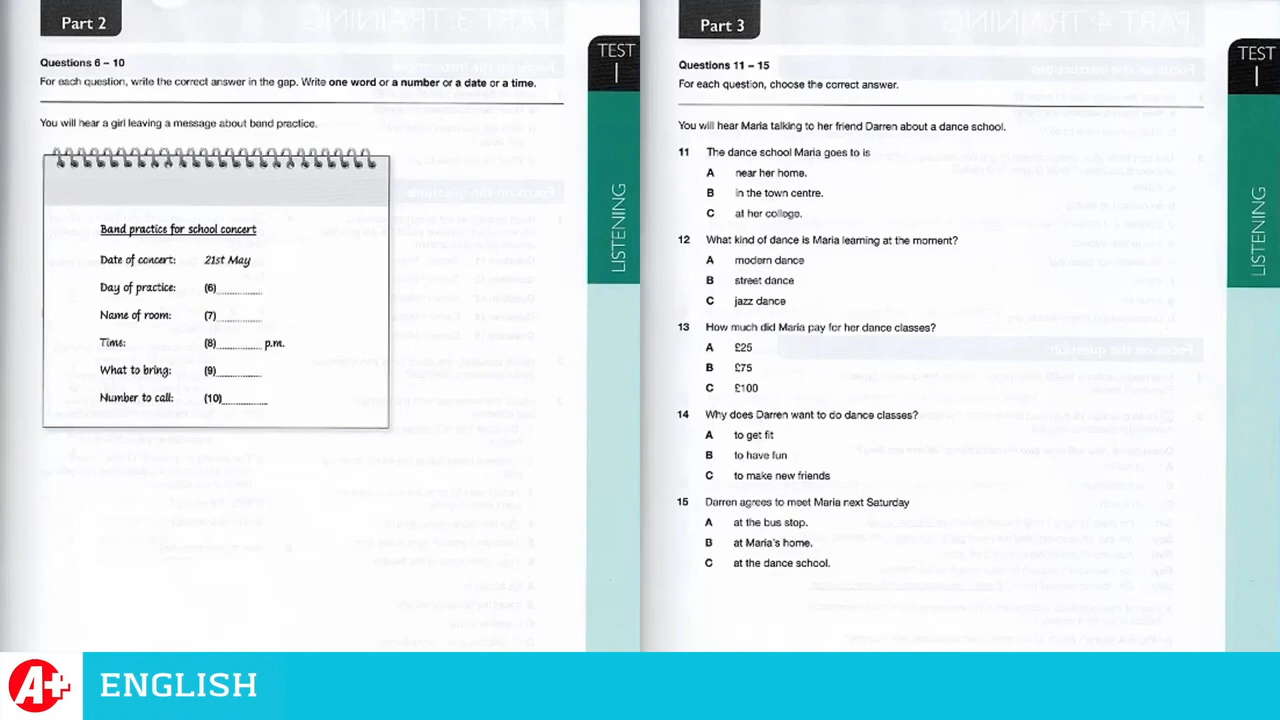 Part 2
Questions 6 – 10
For each question, write the correct answer in the gap. Write one word or a number or a date or a time.
You will hear a girl leaving a message about band practice.
Band practice for school concert
Date of concert: 21st May
Day of practice: (6)
Name of room: (7)
Time: (8) p.m.
What to bring: (9)
Number to call: (10)
TEST
1
LISTENING
Part 3
Questions 11 – 15
For each question, choose the correct answer.
You will hear Maria talking to her friend Darren about a dance school.
11 The dance school Maria goes to is
A near her home.
B in the town centre.
C at her college.
12 What kind of dance is Maria learning at the moment?
A modern dance
B street dance
C jazz dance
13 How much did Maria pay for her dance classes?
A £25
B £75
C £100
14 Why does Darren want to do dance classes?
A to get fit
B to have fun
C to make new friends
15 Darren agrees to meet Maria next Saturday
A at the bus stop.
B at Maria's home.
C at the dance school.
TEST
1
LISTENING
A+ ENGLISH